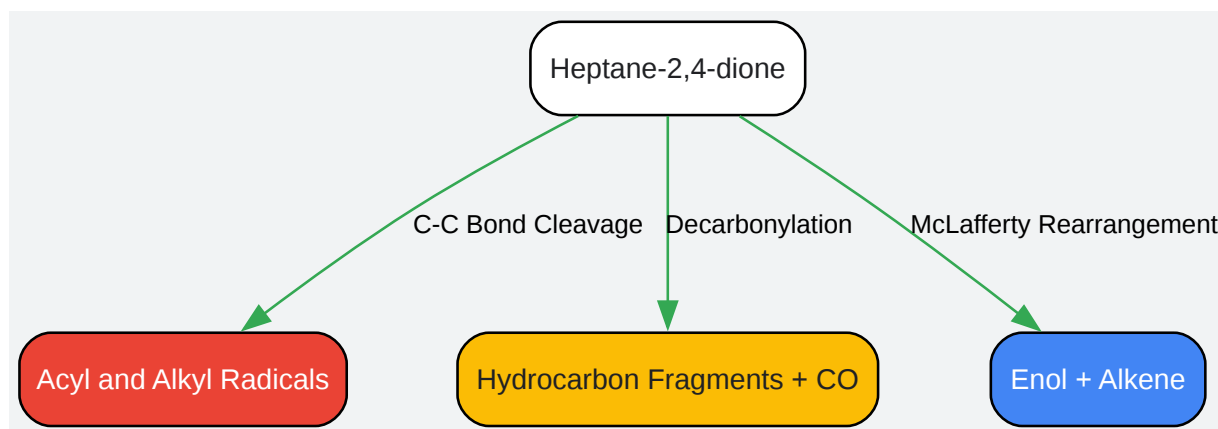 Heptane-2,4-dione
C-C Bond Cleavage
Decarbonylation
McLafferty Rearrangement
Acyl and Alkyl Radicals
Hydrocarbon Fragments + CO
Enol + Alkene